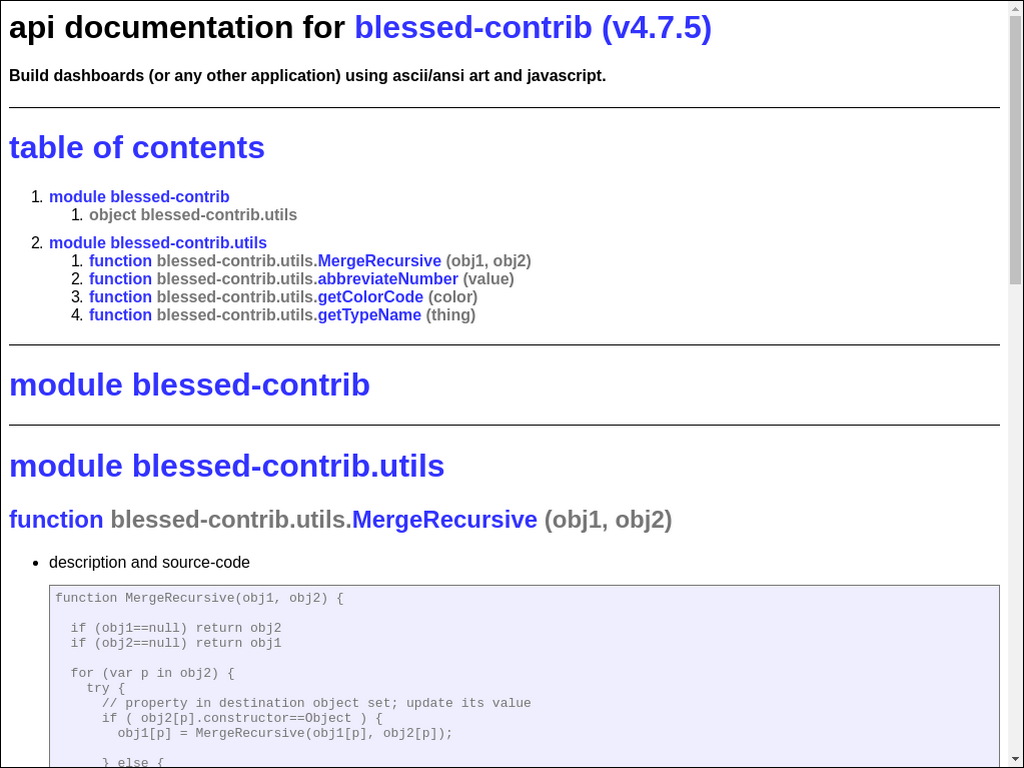 api documentation for blessed-contrib (v4.7.5)
Build dashboards (or any other application) using ascii/ansi art and javascript.
table of contents
1. module blessed-contrib
1. object blessed-contrib.utils
2. module blessed-contrib.utils
1. function blessed-contrib.utils.MergeRecursive (obj1, obj2)
2. function blessed-contrib.utils.abbreviateNumber (value)
3. function blessed-contrib.utils.getColorCode (color)
4. function blessed-contrib.utils.getTypeName (thing)
module blessed-contrib
module blessed-contrib.utils
function blessed-contrib.utils.MergeRecursive (obj1, obj2)
• description and source-code
function MergeRecursive(obj1, obj2) {
if (obj1==null) return obj2
if (obj2==null) return obj1
for (var p in obj2) {
try {
// property in destination object set; update its value
if ( obj2[p].constructor==Object ) {
obj1[p] = MergeRecursive(obj1[p], obj2[p]);
} else {